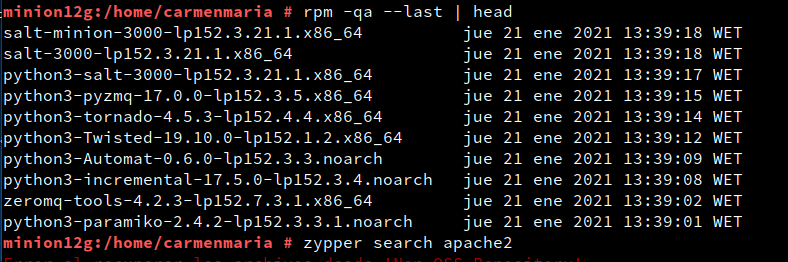 minion12g:/home/carmenmaria # rpm -qa --last | head
salt-minion-3000-lp152.3.21.1.x86_64 jue 21 ene 2021 13:39:18 WET
salt-3000-lp152.3.21.1.x86_64 jue 21 ene 2021 13:39:18 WET
python3-salt-3000-lp152.3.21.1.x86_64 jue 21 ene 2021 13:39:17 WET
python3-pyzmq-17.0.0-lp152.3.5.x86_64 jue 21 ene 2021 13:39:15 WET
python3-tornado-4.5.3-lp152.4.4.x86_64 jue 21 ene 2021 13:39:14 WET
python3-Twisted-19.10.0-lp152.1.2.x86_64 jue 21 ene 2021 13:39:12 WET
python3-Automat-0.6.0-lp152.3.3.noarch jue 21 ene 2021 13:39:09 WET
python3-incremental-17.5.0-lp152.3.4.noarch jue 21 ene 2021 13:39:08 WET
zeromq-tools-4.2.3-lp152.7.3.1.x86_64 jue 21 ene 2021 13:39:02 WET
python3-paramiko-2.4.2-lp152.3.3.1.noarch jue 21 ene 2021 13:39:01 WET
minion12g:/home/carmenmaria # zypper search apache2